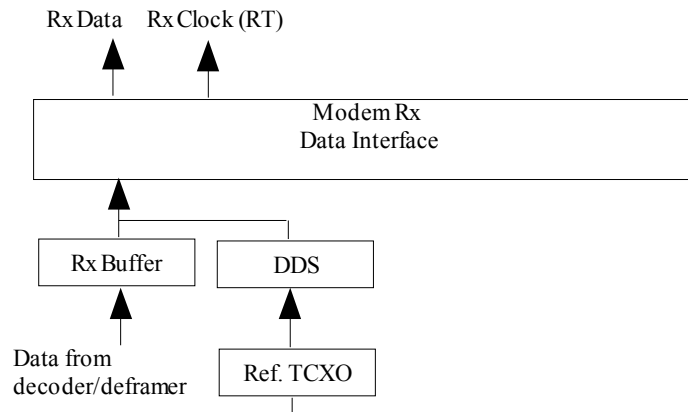 Rx Data
Rx Clock (RT)
Modem Rx
Data Interface
Rx Buffer
DDS
Data from
decoder/deframer
Ref. TCXO